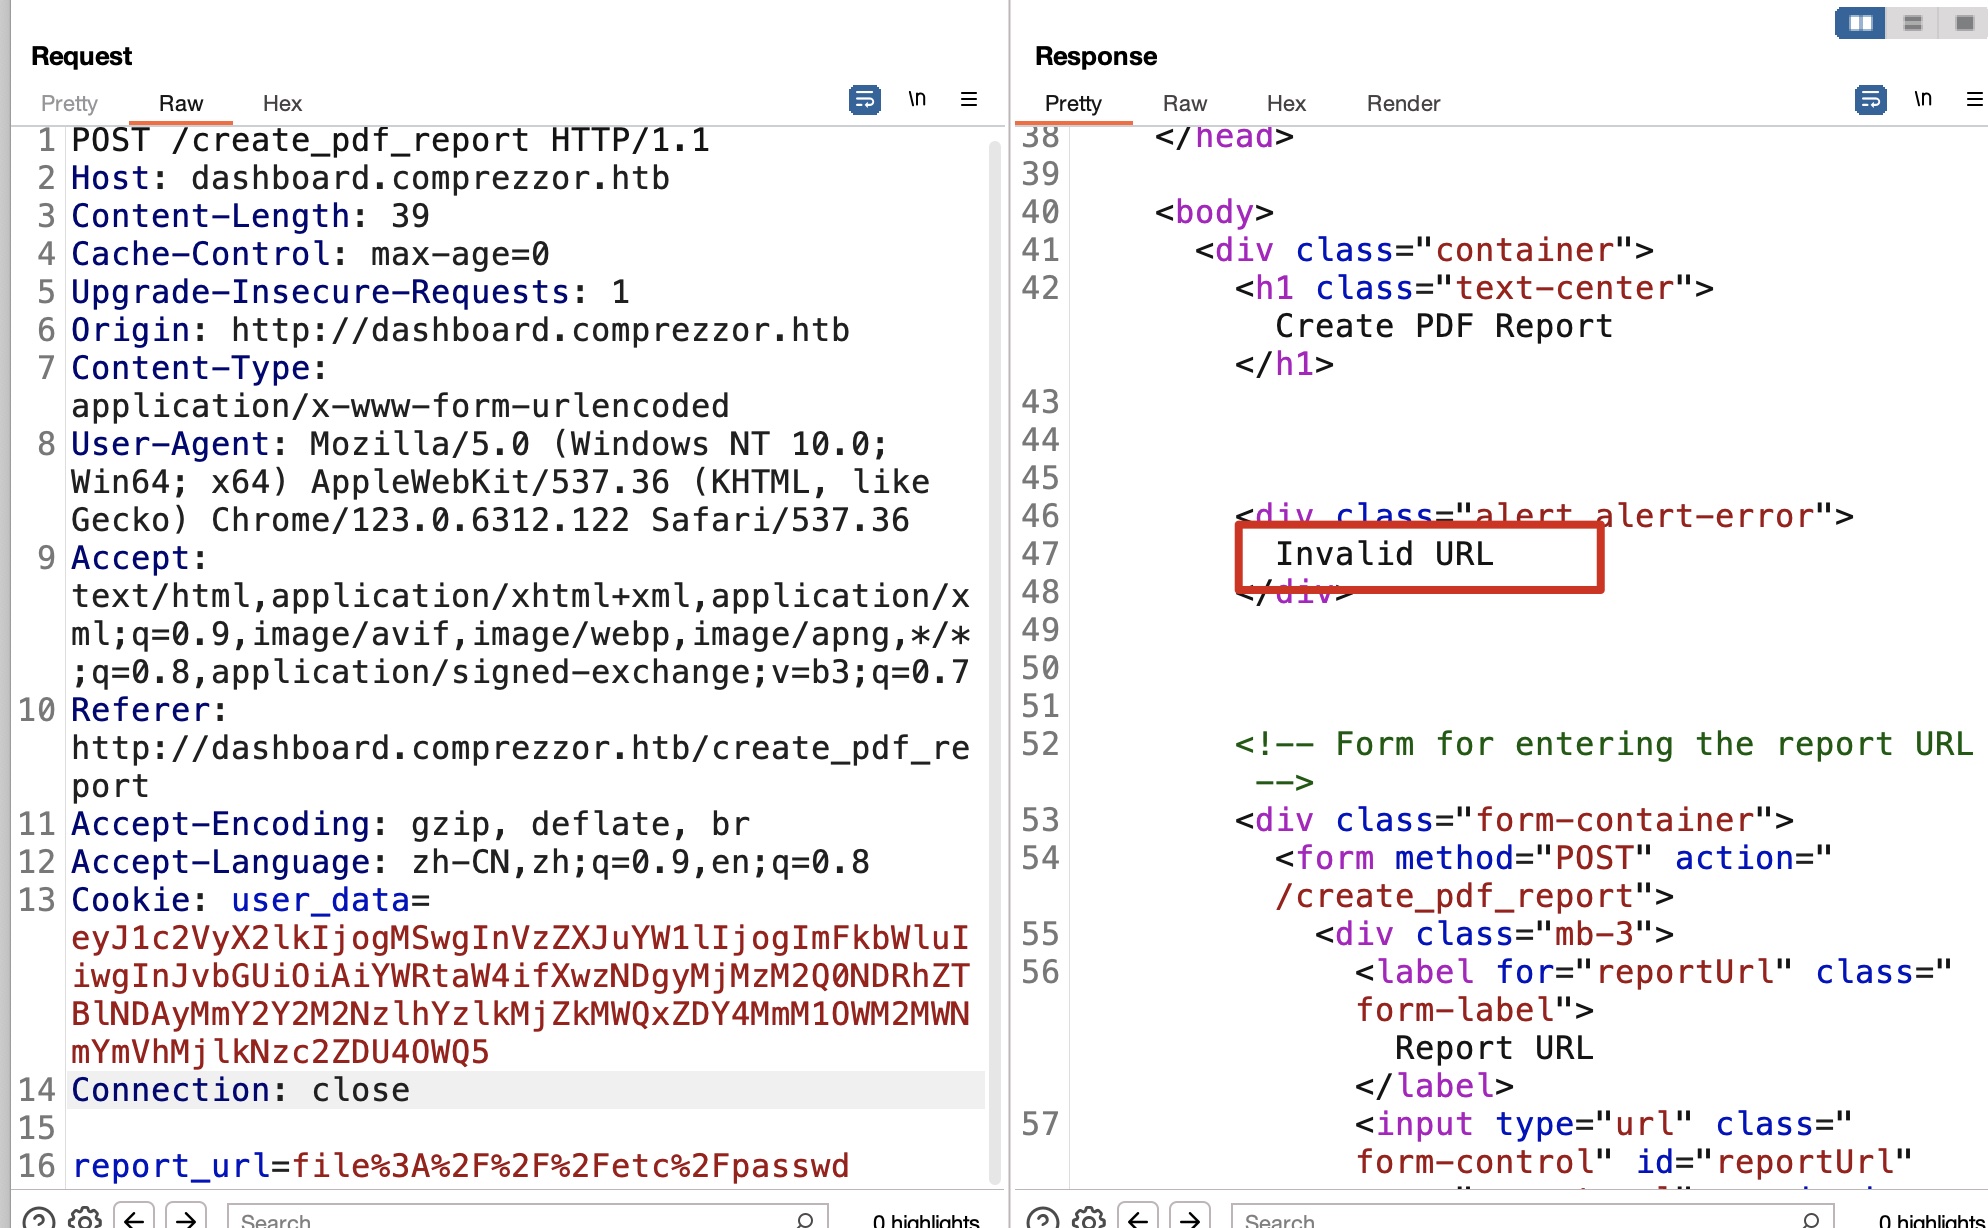 Request
Pretty Raw Hex \n
1 POST /create_pdf_report HTTP/1.1
2 Host: dashboard.comprezzor.htb
3 Content-Length: 39
4 Cache-Control: max-age=0
5 Upgrade-Insecure-Requests: 1
6 Origin: http://dashboard.comprezzor.htb
7 Content-Type:
application/x-www-form-urlencoded
8 User-Agent: Mozilla/5.0 (Windows NT 10.0;
Win64; x64) AppleWebKit/537.36 (KHTML, like
Gecko) Chrome/123.0.6312.122 Safari/537.36
9 Accept:
text/html,application/xhtml+xml,application/x
ml;q=0.9,image/avif,image/webp,image/apng,*/*
;q=0.8,application/signed-exchange;v=b3;q=0.7
10 Referer:
http://dashboard.comprezzor.htb/create_pdf_re
port
11 Accept-Encoding: gzip, deflate, br
12 Accept-Language: zh-CN,zh;q=0.9,en;q=0.8
13 Cookie: user_data=
eyJ1c2VyX2lkIjogMSwgInVzZXJuYW1lIjogImFkbWluI
iwgInJvbGUiOiAiYWRtaW4ifXwzNDgyMjMzM2Q0NDRhZT
BlNDAyMmY2Y2M2NzlhYzlkMjZkMWQxZDY4MmM1OWM2MWN
mYmVhMjlkNzc2ZDU4OWQ5
14 Connection: close
15
16 report_url=file%3A%2F%2F%2Fetc%2Fpasswd
Search 0 highlights
Response
Pretty Raw Hex Render \n
38 </head>
39
40 <body>
41 <div class="container">
42 <h1 class="text-center">
Create PDF Report
</h1>
43
44
45
46 <div class="alert alert-error">
47 Invalid URL
48 </div>
49
50
51
52 <!-- Form for entering the report URL
-->
53 <div class="form-container">
54 <form method="POST" action="
/create_pdf_report">
55 <div class="mb-3">
56 <label for="reportUrl" class="
form-label">
Report URL
</label>
57 <input type="url" class="
form-control" id="reportUrl"
Search 0 highlights